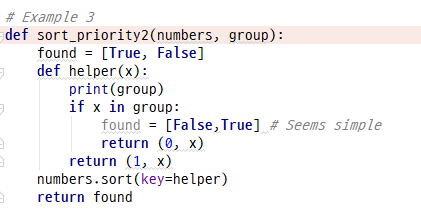 # Example 3
def sort_priority2(numbers, group):
    found = [True, False]
    def helper(x):
        print(group)
        if x in group:
            found = [False,True] # Seems simple
            return (0, x)
        return (1, x)
    numbers.sort(key=helper)
    return found